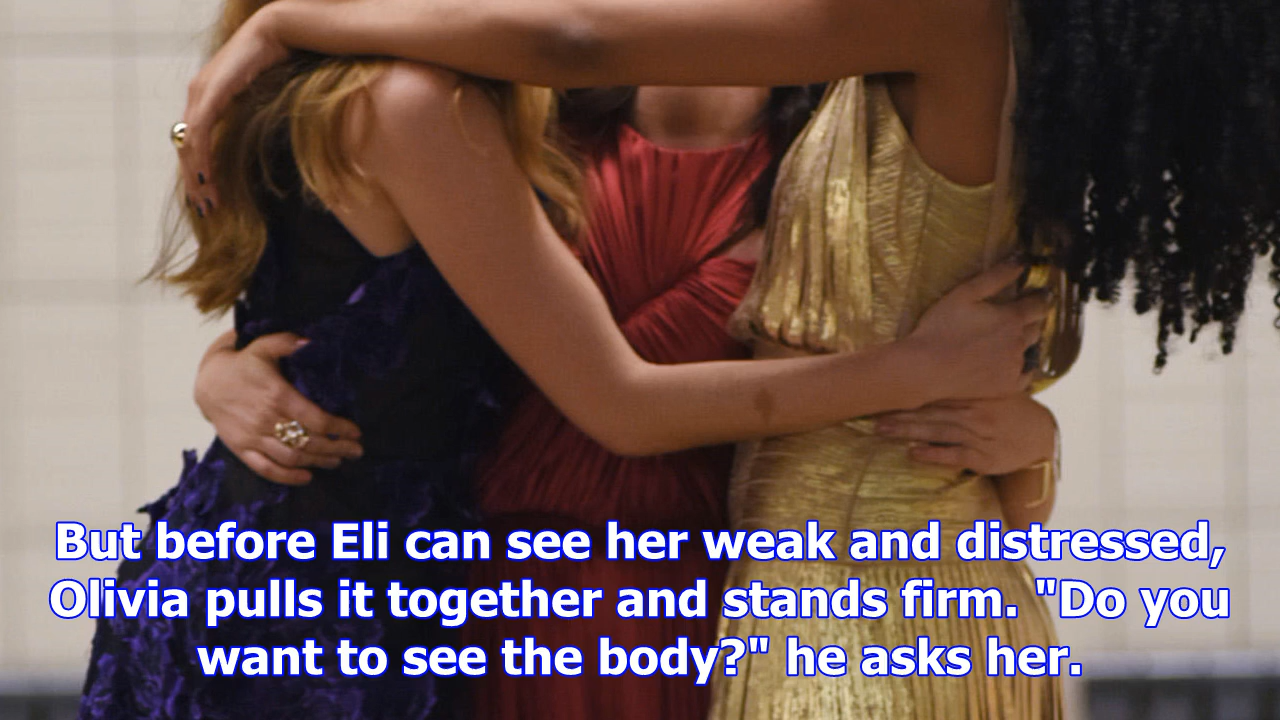 But before Eli can see her weak and distressed,
Olivia pulls it together and stands firm. "Do you
want to see the body?" he asks her.